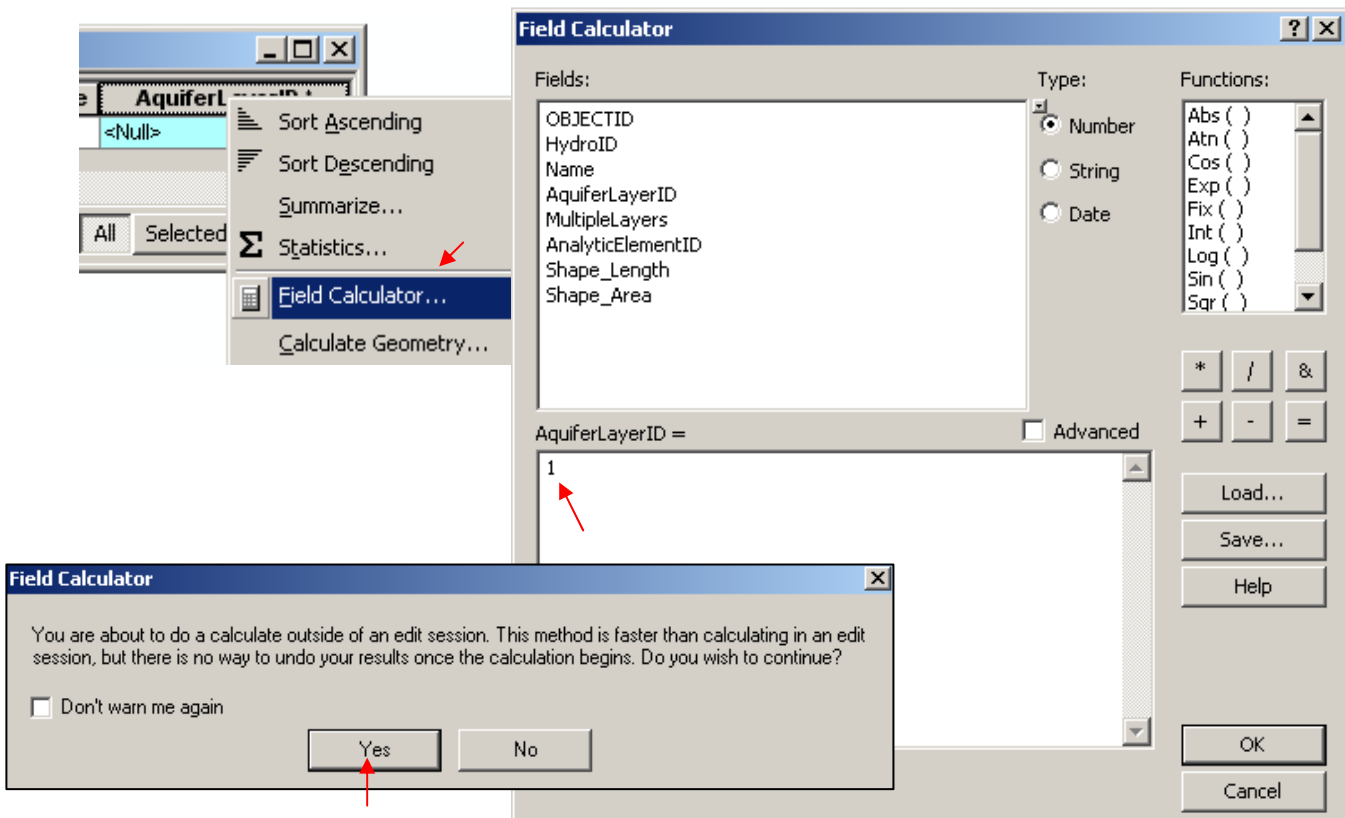 AquiferL
<Null>
All Selected
Sort Ascending
Sort Descending
Summarize...
Σ Statistics...
Field Calculator...
Calculate Geometry...
Field Calculator
Fields:
OBJECTID
HydroID
Name
AquiferLayerID
MultipleLayers
AnalyticElementID
Shape_Length
Shape_Area
Type:
Number
String
Date
Functions:
Abs ( )
Atn ( )
Cos ( )
Exp ( )
Fix ( )
Int ( )
Log ( )
Sin ( )
Sqr ( )
* / &
+ - =
AquiferLayerID =
Advanced
1
Load...
Save...
Help
OK
Cancel
Field Calculator
You are about to do a calculate outside of an edit session. This method is faster than calculating in an edit
session, but there is no way to undo your results once the calculation begins. Do you wish to continue?
Don't warn me again
Yes No